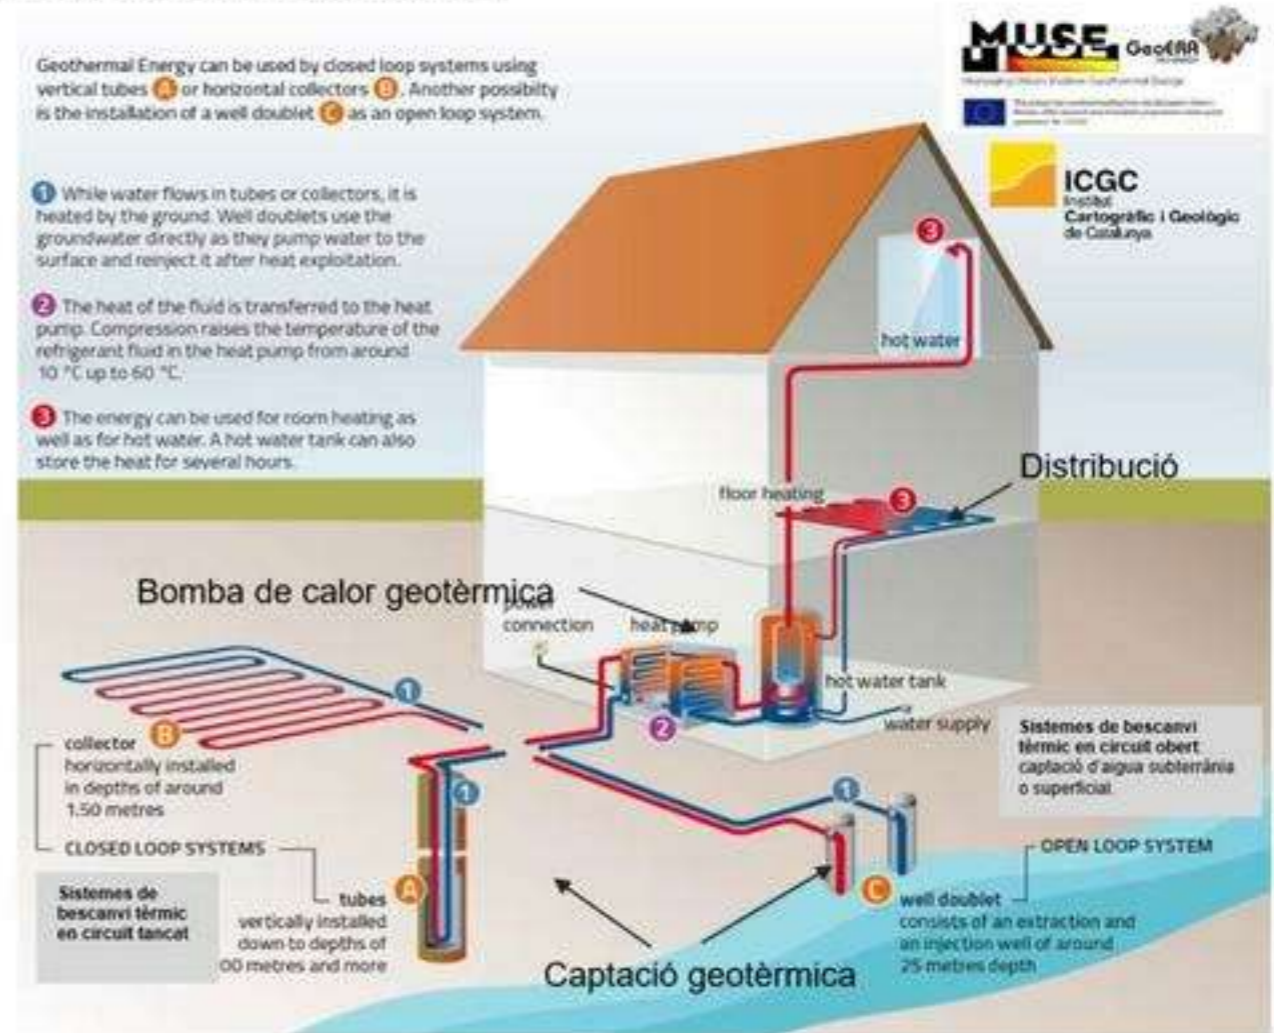 Geothermal Energy can be used by closed loop systems using
vertical tubes A or horizontal collectors B. Another possibilty
is the installation of a well doublet C as an open loop system.
1 While water flows in tubes or collectors, it is
heated by the ground. Well doublets use the
groundwater directly as they pump water to the
surface and reinject it after heat exploitation.
2 The heat of the fluid is transferred to the heat
pump. Compression raises the temperature of the
refrigerant fluid in the heat pump from around
10 °C up to 60 °C.
3 The energy can be used for room heating as
well as for hot water. A hot water tank can also
store the heat for several hours.
MUSE
GeoERA
ICGC
Institut
Cartogràfic i Geològic
de Catalunya
3
hot water
Distribució
floor heating
3
Bomba de calor geotèrmica
power
connection
heat pump
hot water tank
water supply
2
1
B
collector
horizontally installed
in depths of around
1.50 metres
CLOSED LOOP SYSTEMS
Sistemes de
bescanvi tèrmic
en circuit tancat
1
A
tubes
vertically installed
down to depths of
00 metres and more
Captació geotèrmica
Sistemes de bescanvi
tèrmic en circuit obert
captació d'aigua subterrània
o superficial
1
OPEN LOOP SYSTEM
C
well doublet
consists of an extraction and
an injection well of around
25 metres depth